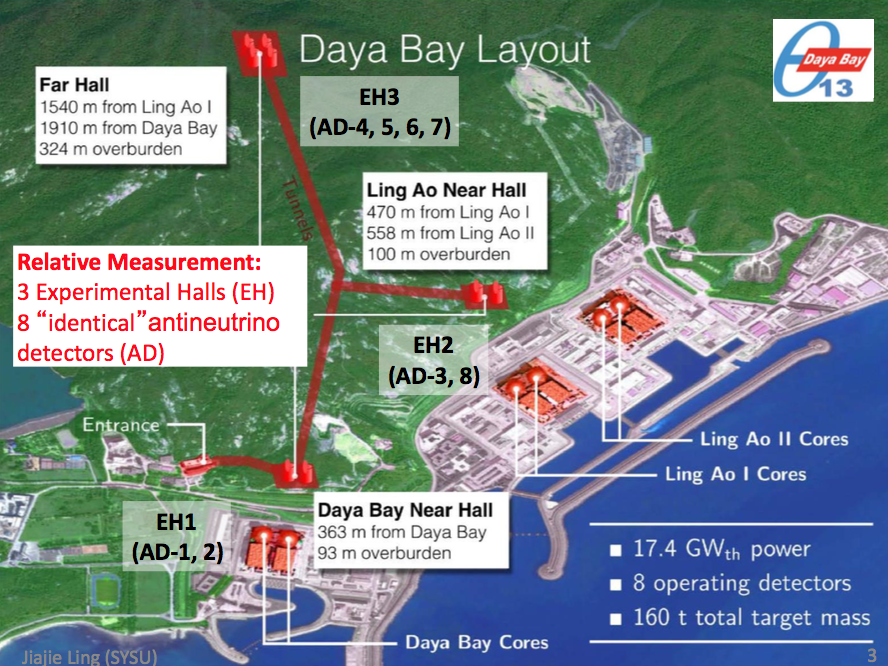 Daya Bay Layout
θ
Daya Bay
13
Far Hall
1540 m from Ling Ao I
1910 m from Daya Bay
324 m overburden
EH3
(AD-4, 5, 6, 7)
Tunnels
Ling Ao Near Hall
470 m from Ling Ao I
558 m from Ling Ao II
100 m overburden
Relative Measurement:
3 Experimental Halls (EH)
8 “identical”antineutrino
detectors (AD)
EH2
(AD-3, 8)
Entrance
Ling Ao II Cores
Ling Ao I Cores
EH1
(AD-1, 2)
Daya Bay Near Hall
363 m from Daya Bay
93 m overburden
■ 17.4 GWth power
■ 8 operating detectors
■ 160 t total target mass
Daya Bay Cores
Jiajie Ling (SYSU)
3